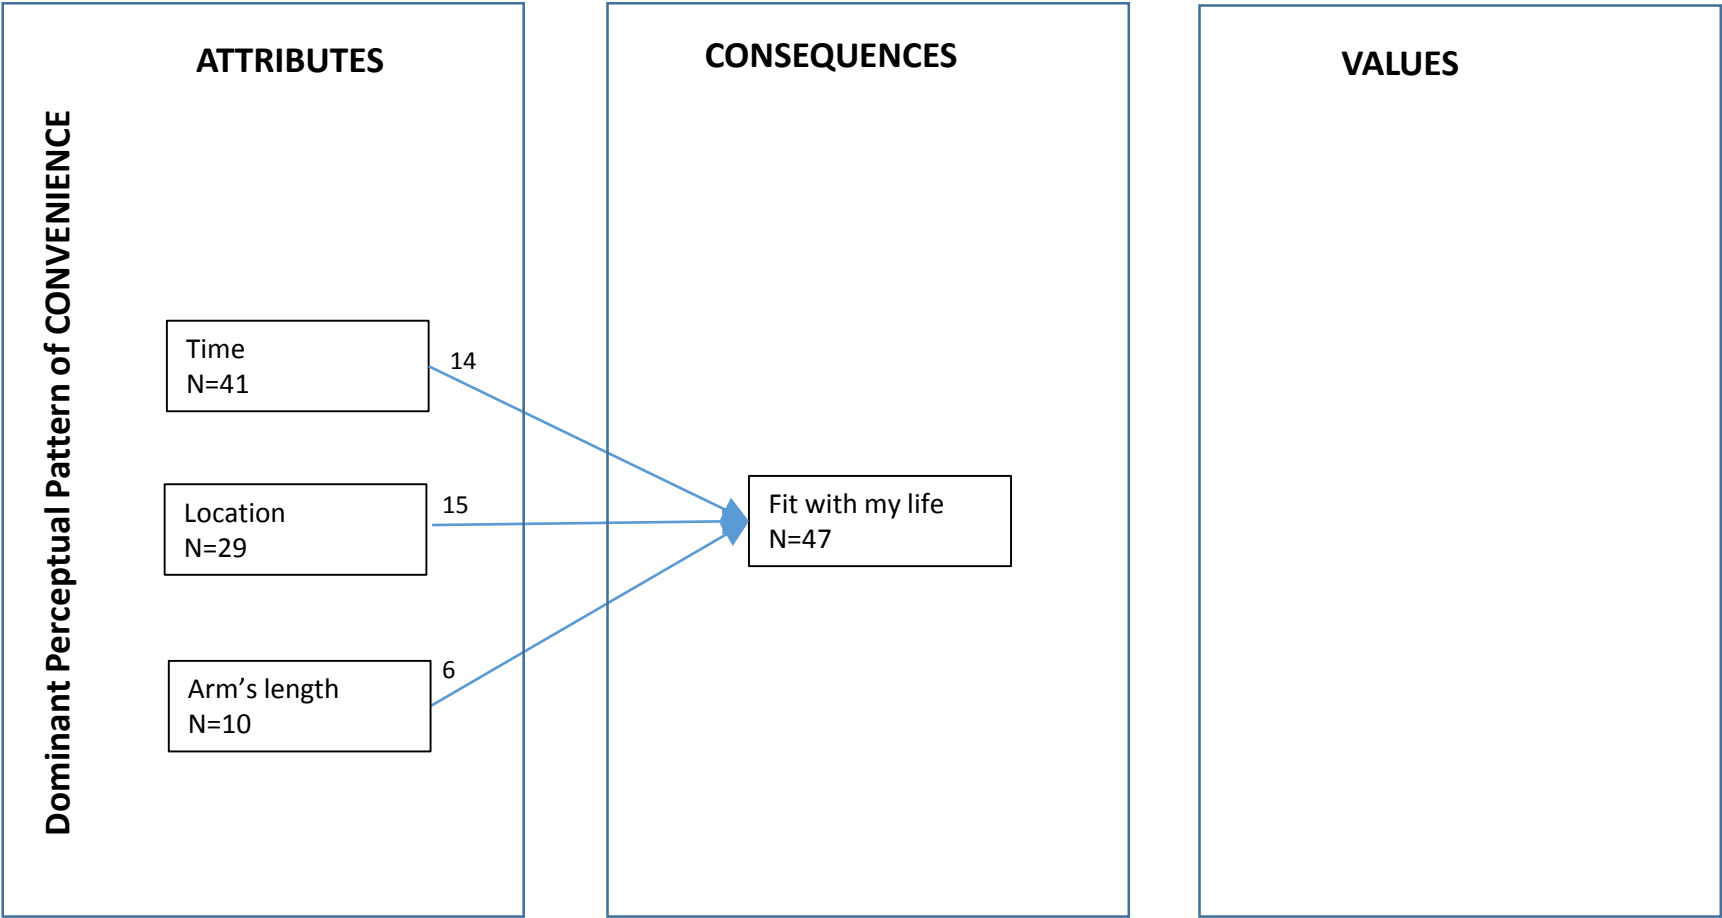 ATTRIBUTES
CONSEQUENCES
VALUES
Dominant Perceptual Pattern of CONVENIENCE
Time
N=41
14
Location
N=29
15
Arm’s length
N=10
6
Fit with my life
N=47